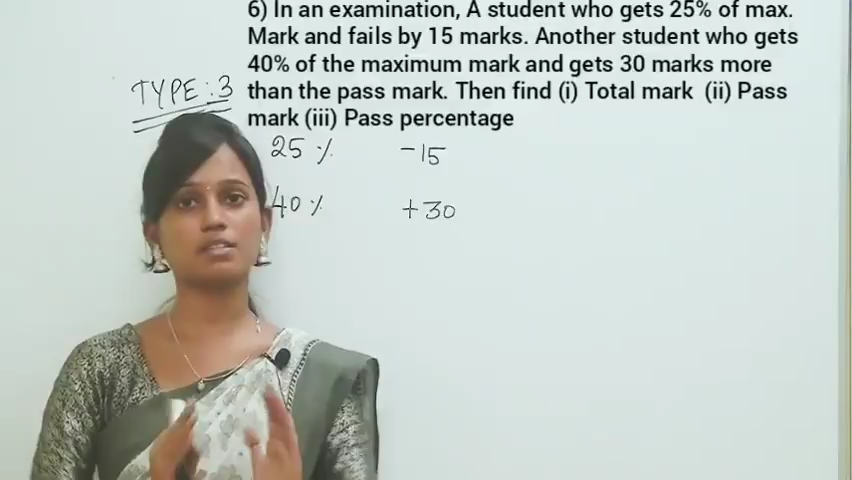 6) In an examination, A student who gets 25% of max.
Mark and fails by 15 marks. Another student who gets
40% of the maximum mark and gets 30 marks more
than the pass mark. Then find (i) Total mark (ii) Pass
mark (iii) Pass percentage
TYPE:3
25 % -15
40 % +30